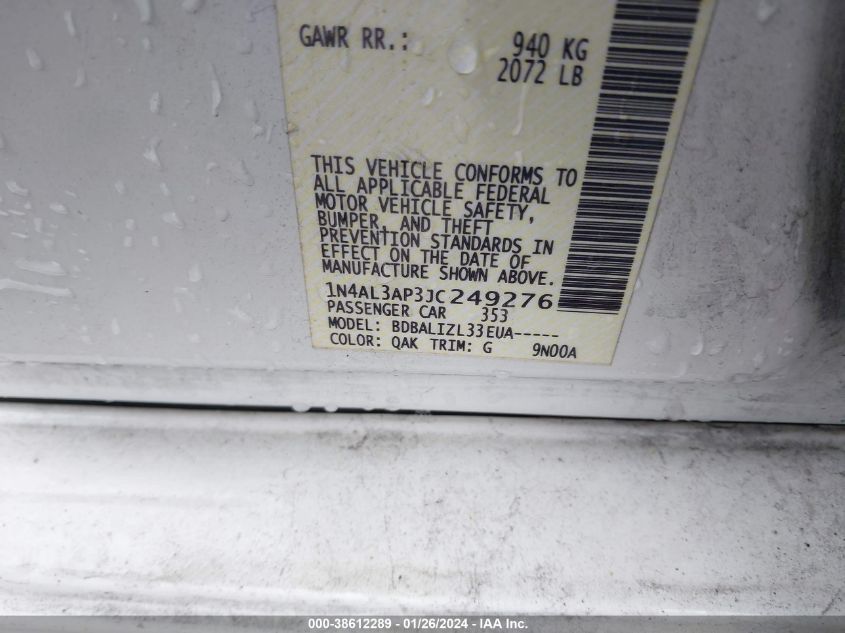 GAWR RR.: 940 KG
2072 LB
THIS VEHICLE CONFORMS TO
ALL APPLICABLE FEDERAL
MOTOR VEHICLE SAFETY,
BUMPER, AND THEFT
PREVENTION STANDARDS IN
EFFECT ON THE DATE OF
MANUFACTURE SHOWN ABOVE.
1N4AL3AP3JC249276
PASSENGER CAR 353
MODEL: BDBALIZL33EUA-----
COLOR: QAK TRIM: G 9N00A
000-38612289 - 01/26/2024 - IAA Inc.